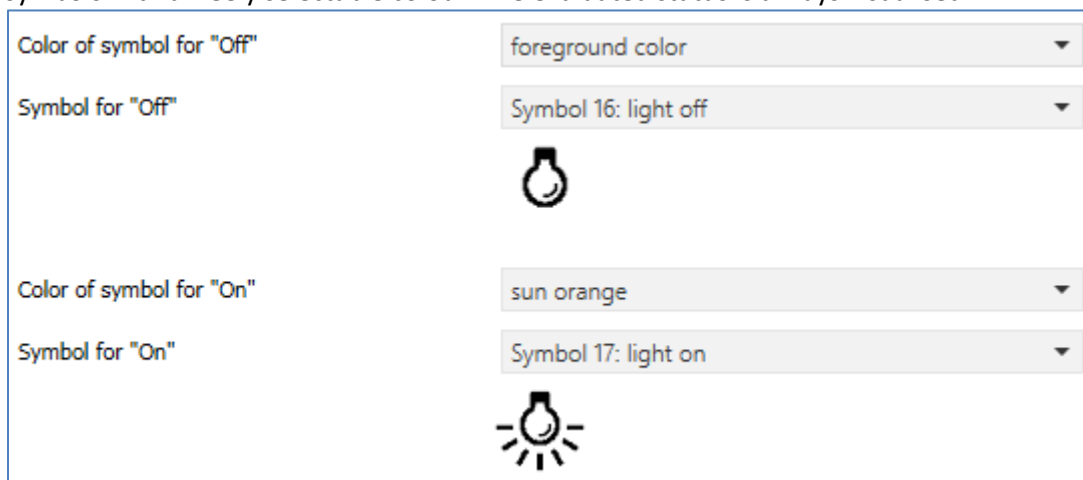 Color of symbol for "Off" foreground color
Symbol for "Off" Symbol 16: light off
Color of symbol for "On" sun orange
Symbol for "On" Symbol 17: light on